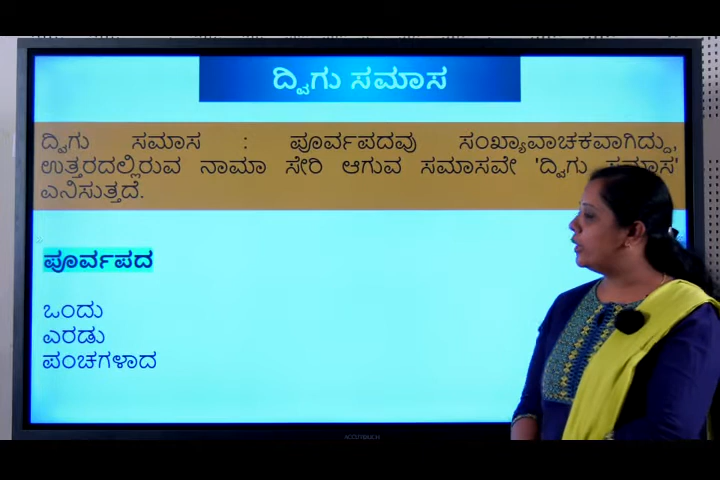 ದ್ವಿಗು ಸಮಾಸ
ದ್ವಿಗು ಸಮಾಸ : ಪೂರ್ವಪದವು ಸಂಖ್ಯಾವಾಚಕವಾಗಿದ್ದು,
ಉತ್ತರದಲ್ಲಿರುವ ನಾಮಾ ಸೇರಿ ಆಗುವ ಸಮಾಸವೇ 'ದ್ವಿಗು ಸಮಾಸ'
ಎನಿಸುತ್ತದೆ.
ಪೂರ್ವಪದ
ಒಂದು
ಎರಡು
ಪಂಚಗಳಾದ